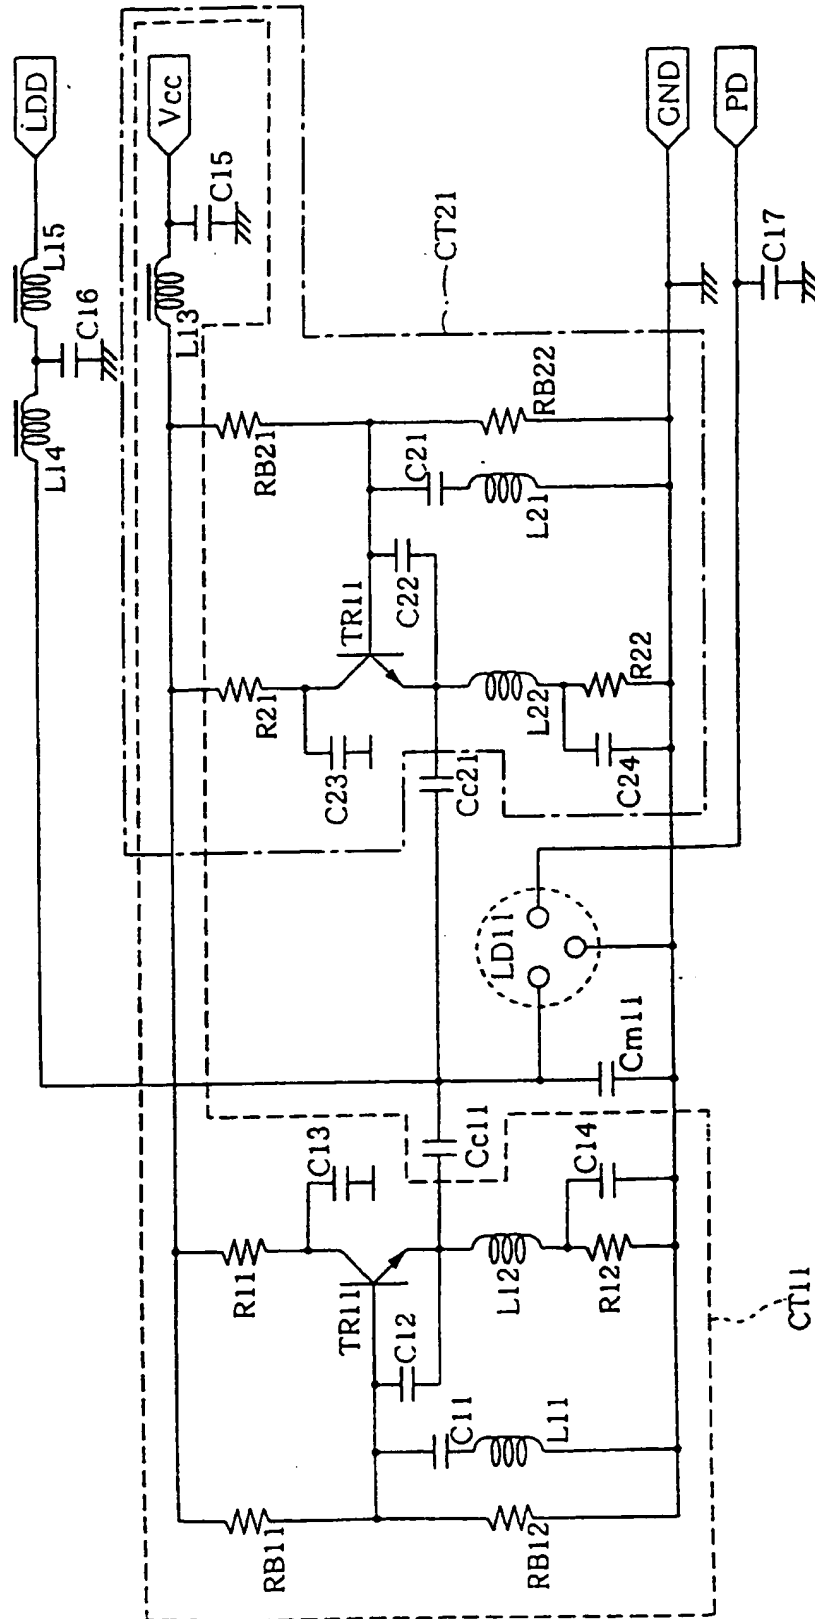 LDD
Vcc
GND
PD
L15
C16
L14
C15
L13
CT21
C17
RB21
RB22
C21
L21
C22
TR11
R21
C23
L22
R22
C24
Cc21
LD11
Cm11
Cc11
C13
C14
R11
L12
R12
TR11
C12
C11
L11
RB11
RB12
CT11